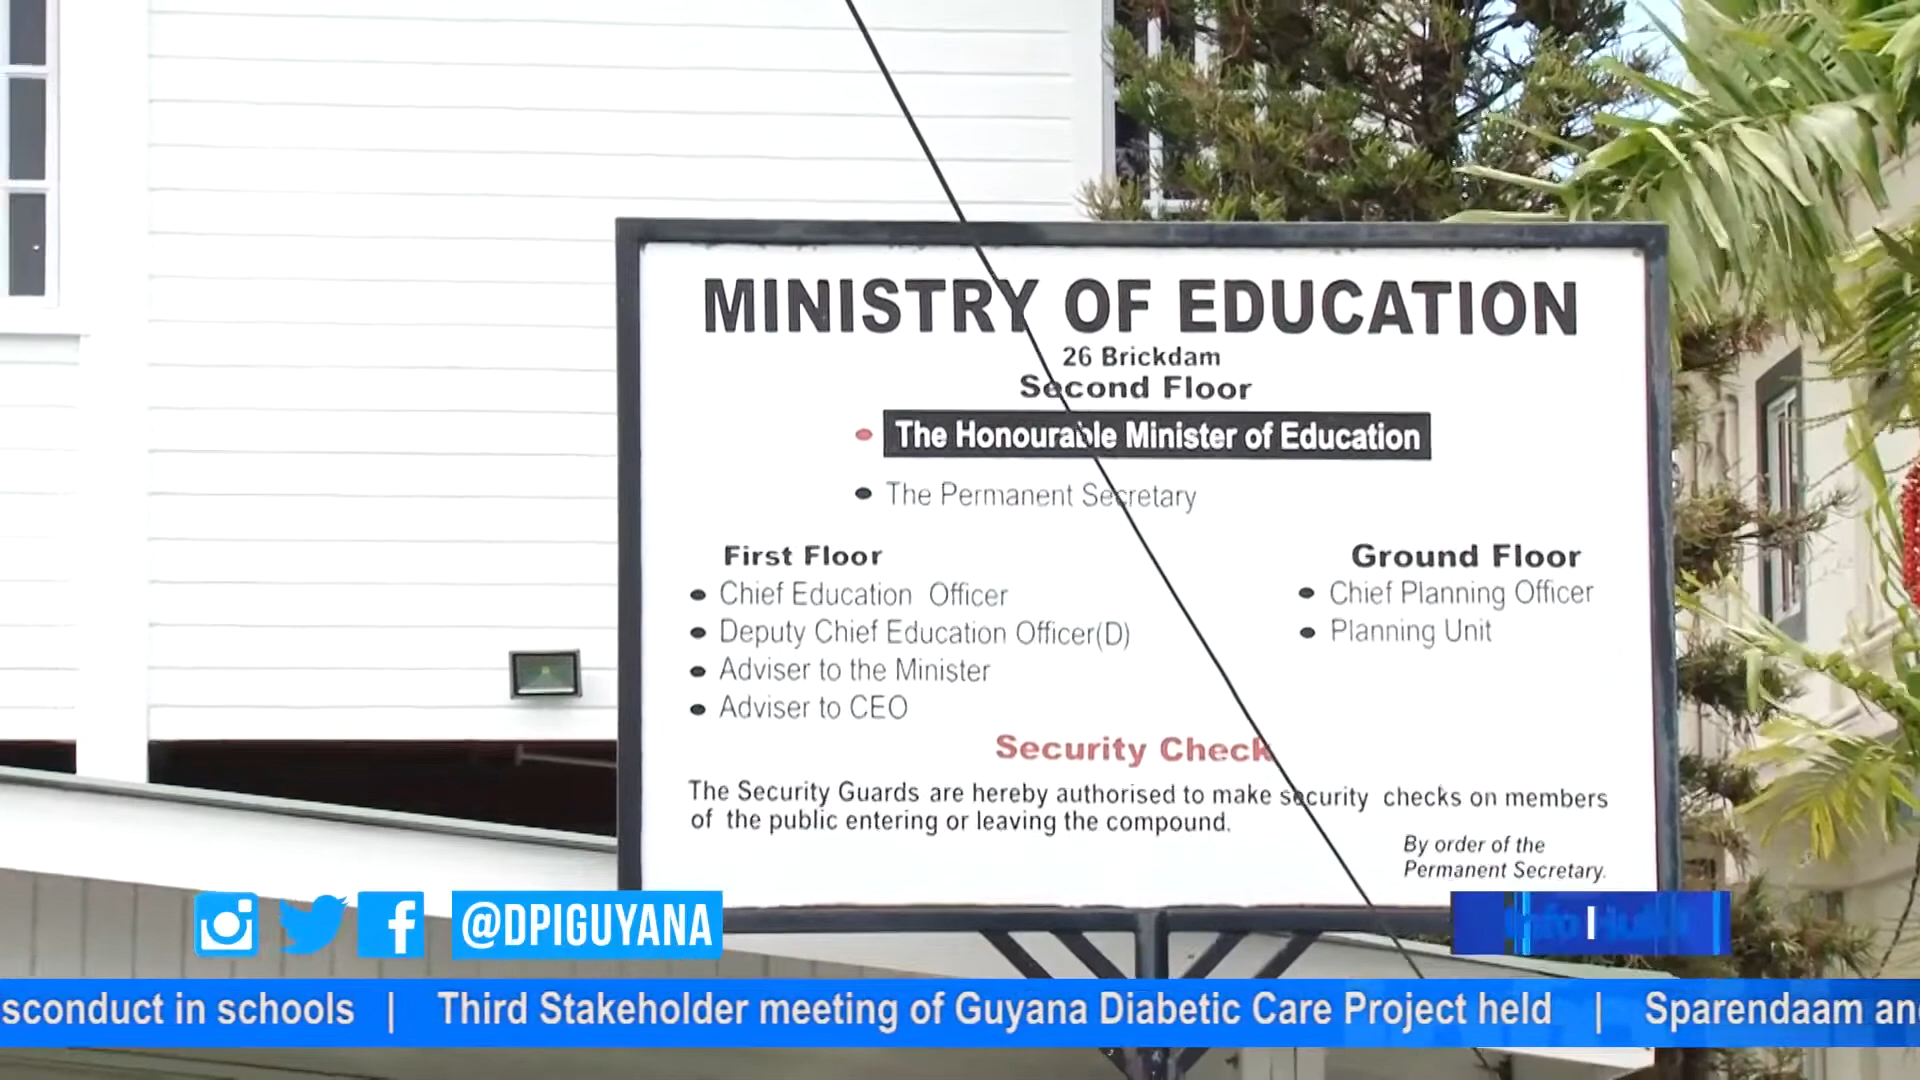 MINISTRY OF EDUCATION
26 Brickdam
Second Floor
• The Honourable Minister of Education
• The Permanent Secretary
First Floor
• Chief Education Officer
• Deputy Chief Education Officer(D)
• Adviser to the Minister
• Adviser to CEO
Ground Floor
• Chief Planning Officer
• Planning Unit
Security Check
The Security Guards are hereby authorised to make security checks on members
of the public entering or leaving the compound.
By order of the
Permanent Secretary.
@DPIGUYANA
sconduct in schools | Third Stakeholder meeting of Guyana Diabetic Care Project held | Sparendaam an